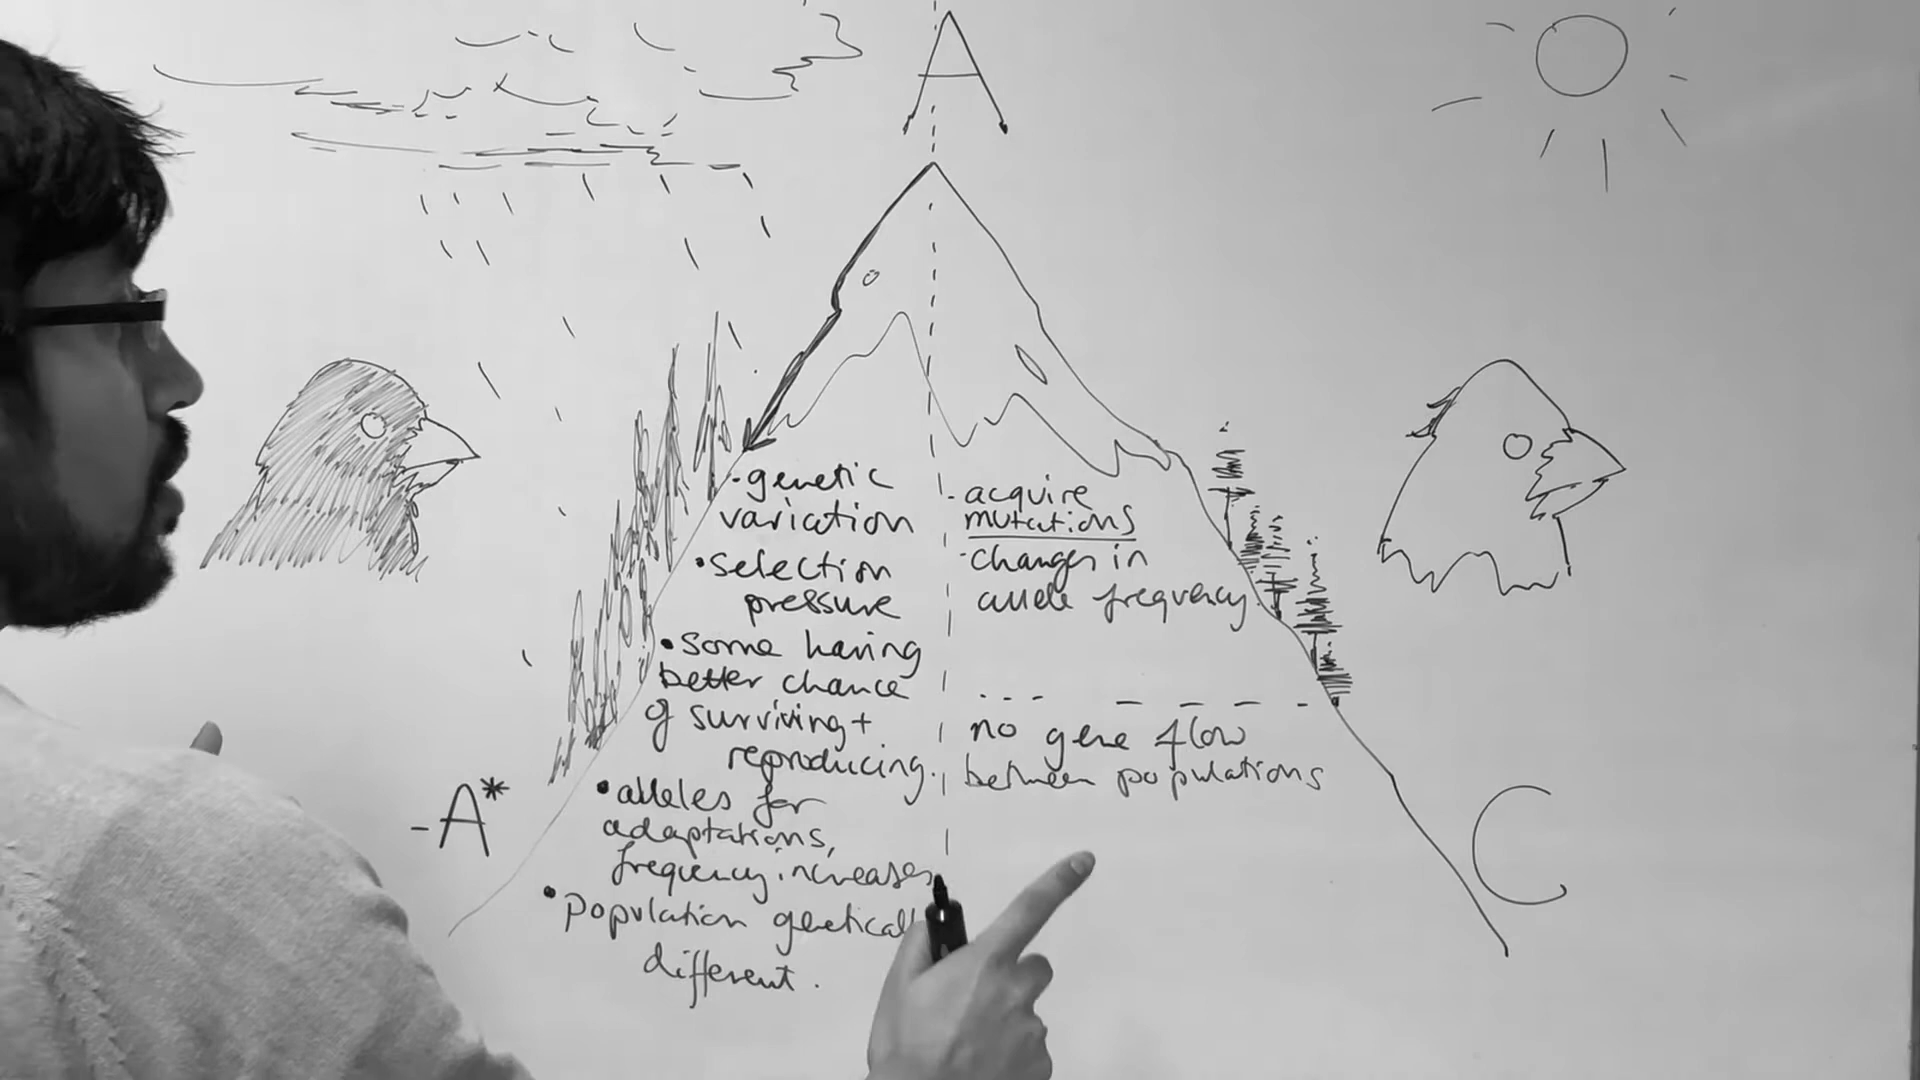 A
- genetic
variation
• selection
pressure
• some having
better chance
of surviving +
reproducing.
• alleles for
adaptations,
frequency increases
• population
different.
- acquire
mutations
- changes in
allele frequency
no gene flow
between populations
- A*
C